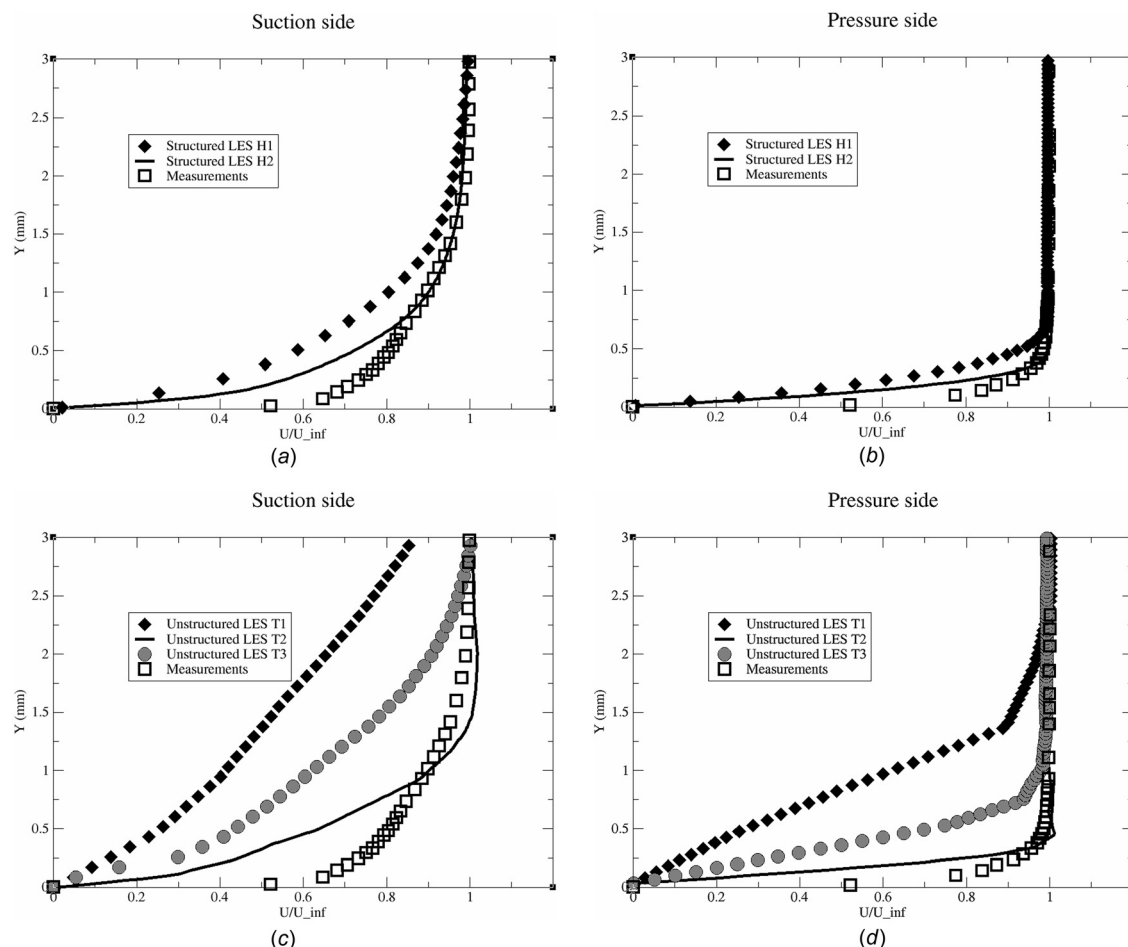 Suction side
3
2.5
2
1.5
1
0.5
0
Y (mm)
Structured LES H1
Structured LES H2
Measurements
0 0.2 0.4 0.6 0.8 1
U/U_inf
(a)
Pressure side
3
2.5
2
1.5
1
0.5
0
Y (mm)
Structured LES H1
Structured LES H2
Measurements
0 0.2 0.4 0.6 0.8 1
U/U_inf
(b)
Suction side
3
2.5
2
1.5
1
0.5
0
Y (mm)
Unstructured LES T1
Unstructured LES T2
Unstructured LES T3
Measurements
0 0.2 0.4 0.6 0.8 1
U/U_inf
(c)
Pressure side
3
2.5
2
1.5
1
0.5
0
Y (mm)
Unstructured LES T1
Unstructured LES T2
Unstructured LES T3
Measurements
0 0.2 0.4 0.6 0.8 1
U/U_inf
(d)